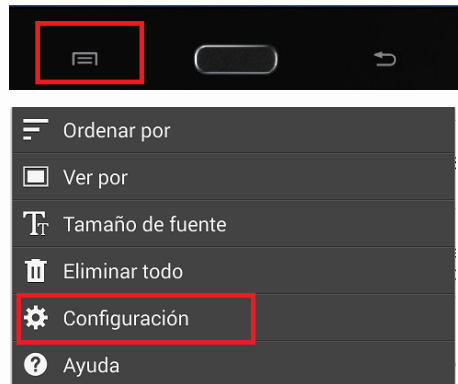 Ordenar por
Ver por
Tamaño de fuente
Eliminar todo
Configuración
Ayuda